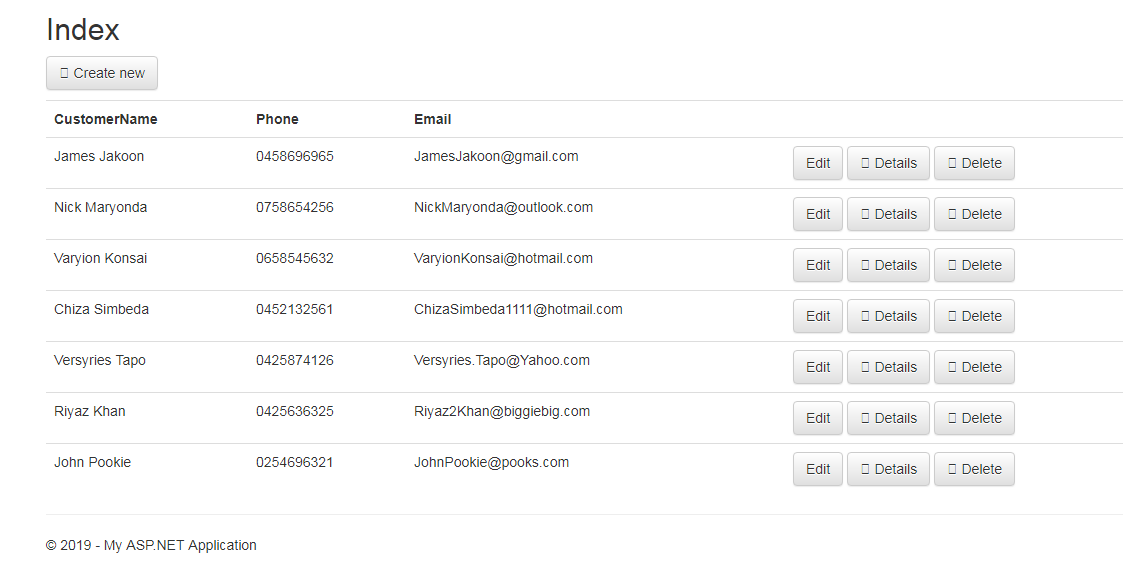 Index
Create new
CustomerName Phone Email
James Jakoon 0458696965 JamesJakoon@gmail.com Edit Details Delete
Nick Maryonda 0758654256 NickMaryonda@outlook.com Edit Details Delete
Varyion Konsai 0658545632 VaryionKonsai@hotmail.com Edit Details Delete
Chiza Simbeda 0452132561 ChizaSimbeda1111@hotmail.com Edit Details Delete
Versyries Tapo 0425874126 Versyries.Tapo@Yahoo.com Edit Details Delete
Riyaz Khan 0425636325 Riyaz2Khan@biggiebig.com Edit Details Delete
John Pookie 0254696321 JohnPookie@pooks.com Edit Details Delete
© 2019 - My ASP.NET Application